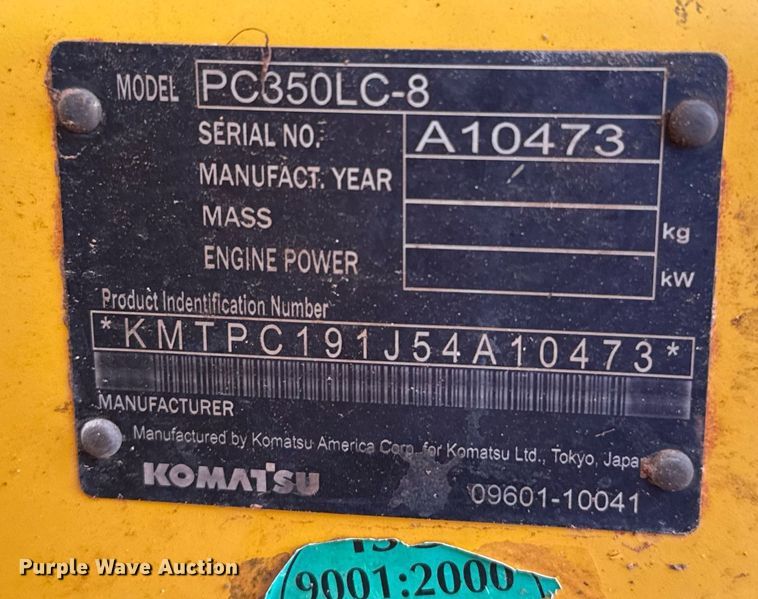 MODEL PC350LC-8
SERIAL NO. A10473
MANUFACT. YEAR
MASS kg
ENGINE POWER kW
Product Indentification Number
*KMTPC191J54A10473*
MANUFACTURER
Manufactured by Komatsu America Corp. for Komatsu Ltd., Tokyo, Japa
KOMATSU
09601-10041
9001:2000
Purple Wave Auction